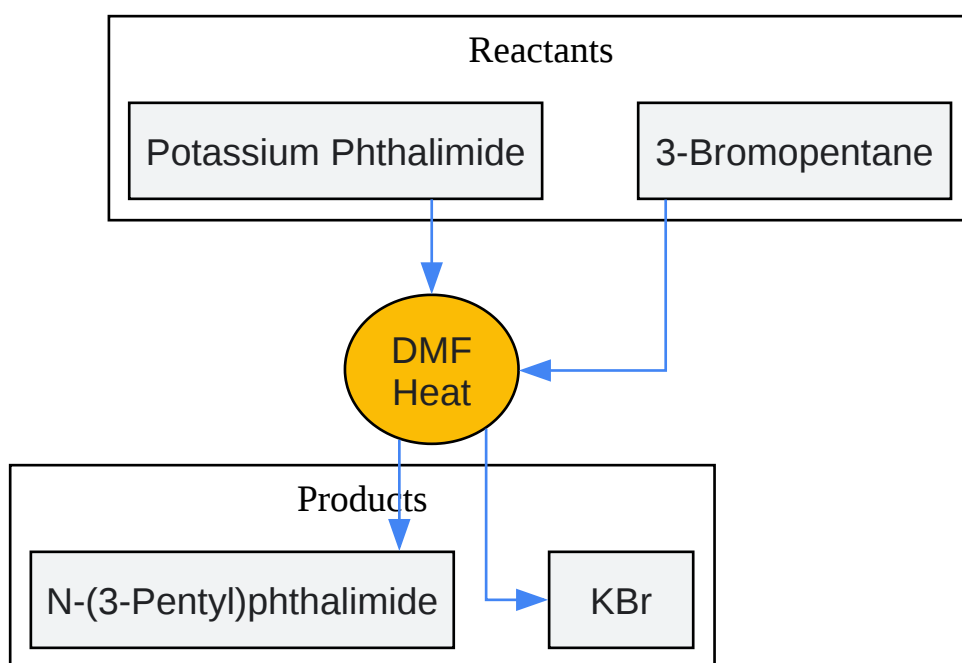 Reactants
Potassium Phthalimide
3-Bromopentane
DMF
Heat
Products
N-(3-Pentyl)phthalimide
KBr